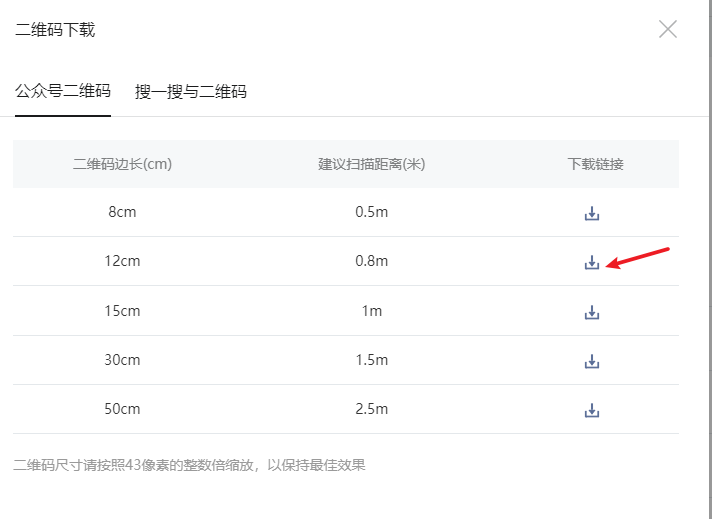 二维码下载
公众号二维码 搜一搜与二维码
二维码边长(cm) 建议扫描距离(米) 下载链接
8cm 0.5m
12cm 0.8m
15cm 1m
30cm 1.5m
50cm 2.5m
二维码尺寸请按照43像素的整数倍缩放，以保持最佳效果